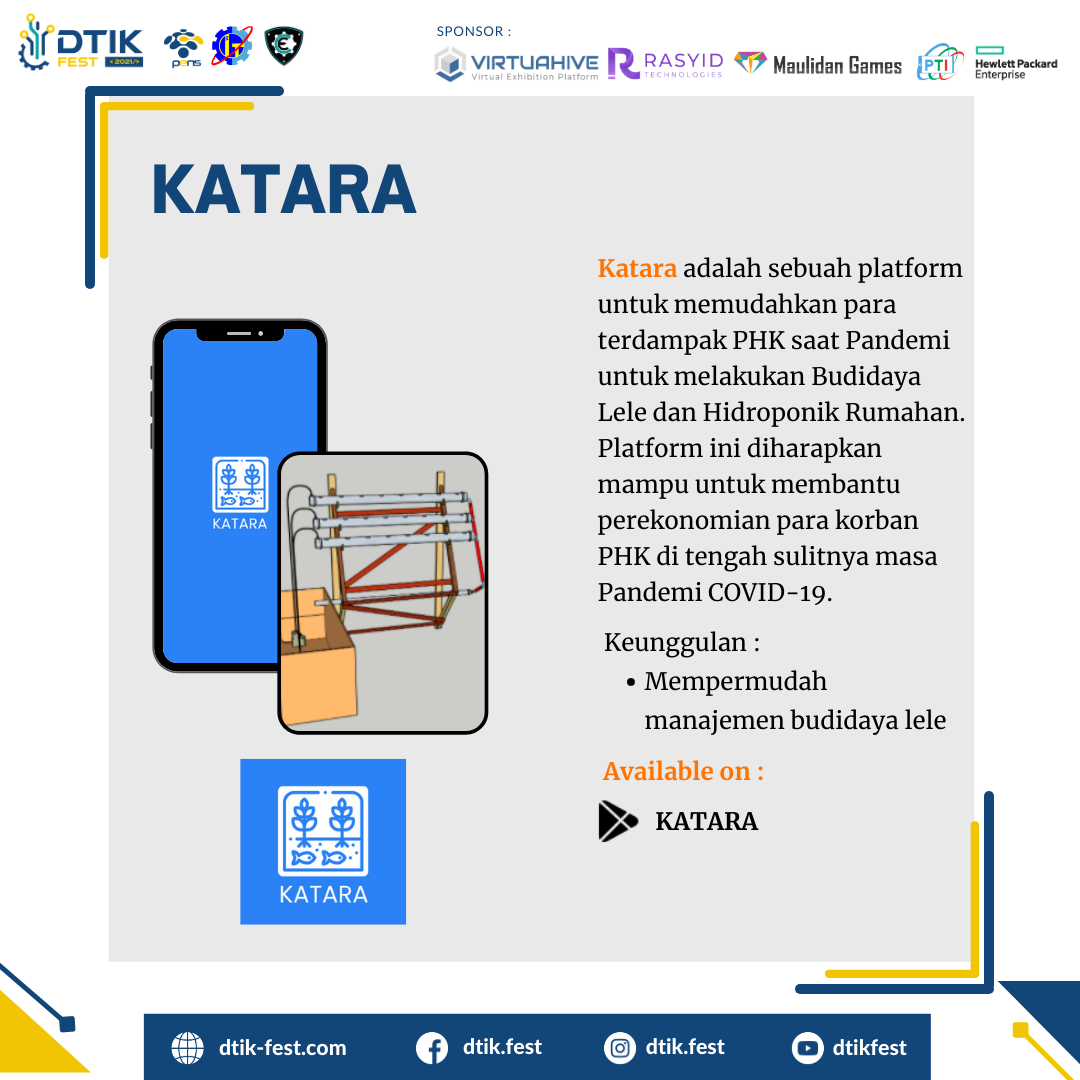 DTIK
FEST <2021/>
pens
IT
SPONSOR :
VIRTUAHIVE
Virtual Exhibition Platform
RASYID
TECHNOLOGIES
Maulidan Games
PTI
Hewlett Packard
Enterprise
KATARA
Katara adalah sebuah platform
untuk memudahkan para
terdampak PHK saat Pandemi
untuk melakukan Budidaya
Lele dan Hidroponik Rumahan.
Platform ini diharapkan
mampu untuk membantu
perekonomian para korban
PHK di tengah sulitnya masa
Pandemi COVID-19.
Keunggulan :
• Mempermudah
manajemen budidaya lele
Available on :
KATARA
KATARA
KATARA
dtik-fest.com
dtik.fest
dtik.fest
dtikfest